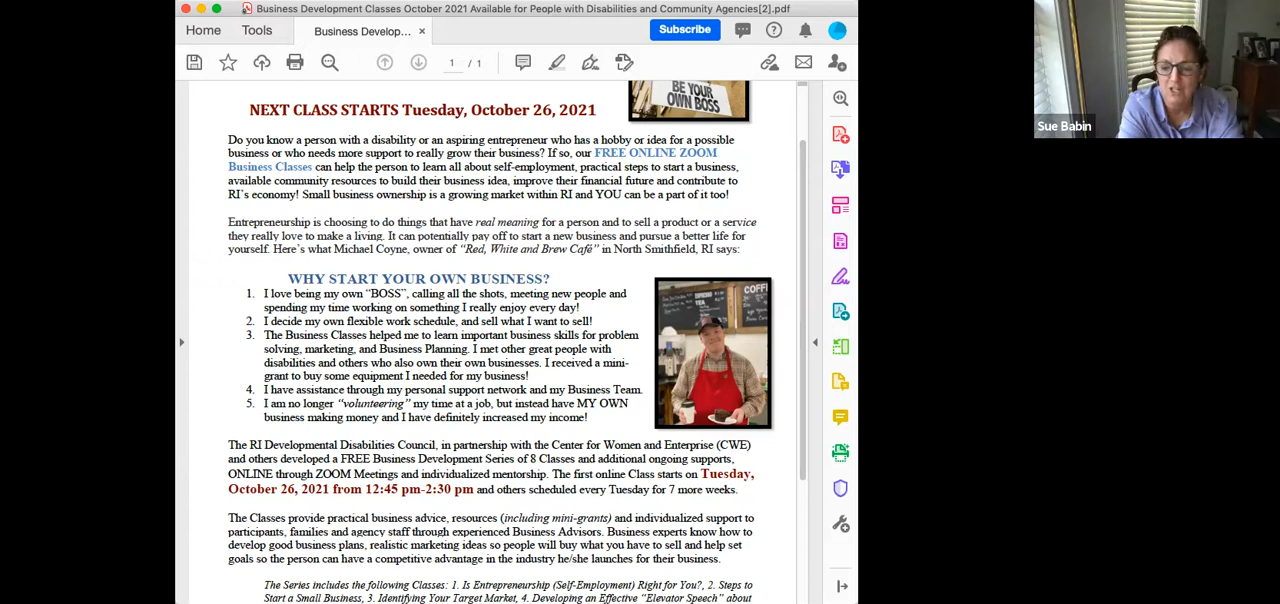 Business Development Classes October 2021 Available for People with Disabilities and Community Agencies[2].pdf
Home
Tools
Business Develop... ×
Subscribe
1 / 1
Sue Babin
BE YOUR
OWN BOSS
NEXT CLASS STARTS Tuesday, October 26, 2021
Do you know a person with a disability or an aspiring entrepreneur who has a hobby or idea for a possible
business or who needs more support to really grow their business? If so, our FREE ONLINE ZOOM
Business Classes can help the person to learn all about self-employment, practical steps to start a business,
available community resources to build their business idea, improve their financial future and contribute to
RI's economy! Small business ownership is a growing market within RI and YOU can be a part of it too!
Entrepreneurship is choosing to do things that have real meaning for a person and to sell a product or a service
they really love to make a living. It can potentially pay off to start a new business and pursue a better life for
yourself. Here's what Michael Coyne, owner of "Red, White and Brew Café" in North Smithfield, RI says:
WHY START YOUR OWN BUSINESS?
1. I love being my own "BOSS", calling all the shots, meeting new people and
spending my time working on something I really enjoy every day!
2. I decide my own flexible work schedule, and sell what I want to sell!
3. The Business Classes helped me to learn important business skills for problem
solving, marketing, and Business Planning. I met other great people with
disabilities and others who also own their own businesses. I received a mini-
grant to buy some equipment I needed for my business!
4. I have assistance through my personal support network and my Business Team.
5. I am no longer "volunteering" my time at a job, but instead have MY OWN
business making money and I have definitely increased my income!
COFF
TEA
The RI Developmental Disabilities Council, in partnership with the Center for Women and Enterprise (CWE)
and others developed a FREE Business Development Series of 8 Classes and additional ongoing supports,
ONLINE through ZOOM Meetings and individualized mentorship. The first online Class starts on Tuesday,
October 26, 2021 from 12:45 pm-2:30 pm and others scheduled every Tuesday for 7 more weeks.
The Classes provide practical business advice, resources (including mini-grants) and individualized support to
participants, families and agency staff through experienced Business Advisors. Business experts know how to
develop good business plans, realistic marketing ideas so people will buy what you have to sell and help set
goals so the person can have a competitive advantage in the industry he/she launches for their business.
The Series includes the following Classes: 1. Is Entrepreneurship (Self-Employment) Right for You?, 2. Steps to
Start a Small Business, 3. Identifying Your Target Market, 4. Developing an Effective "Elevator Speech" about